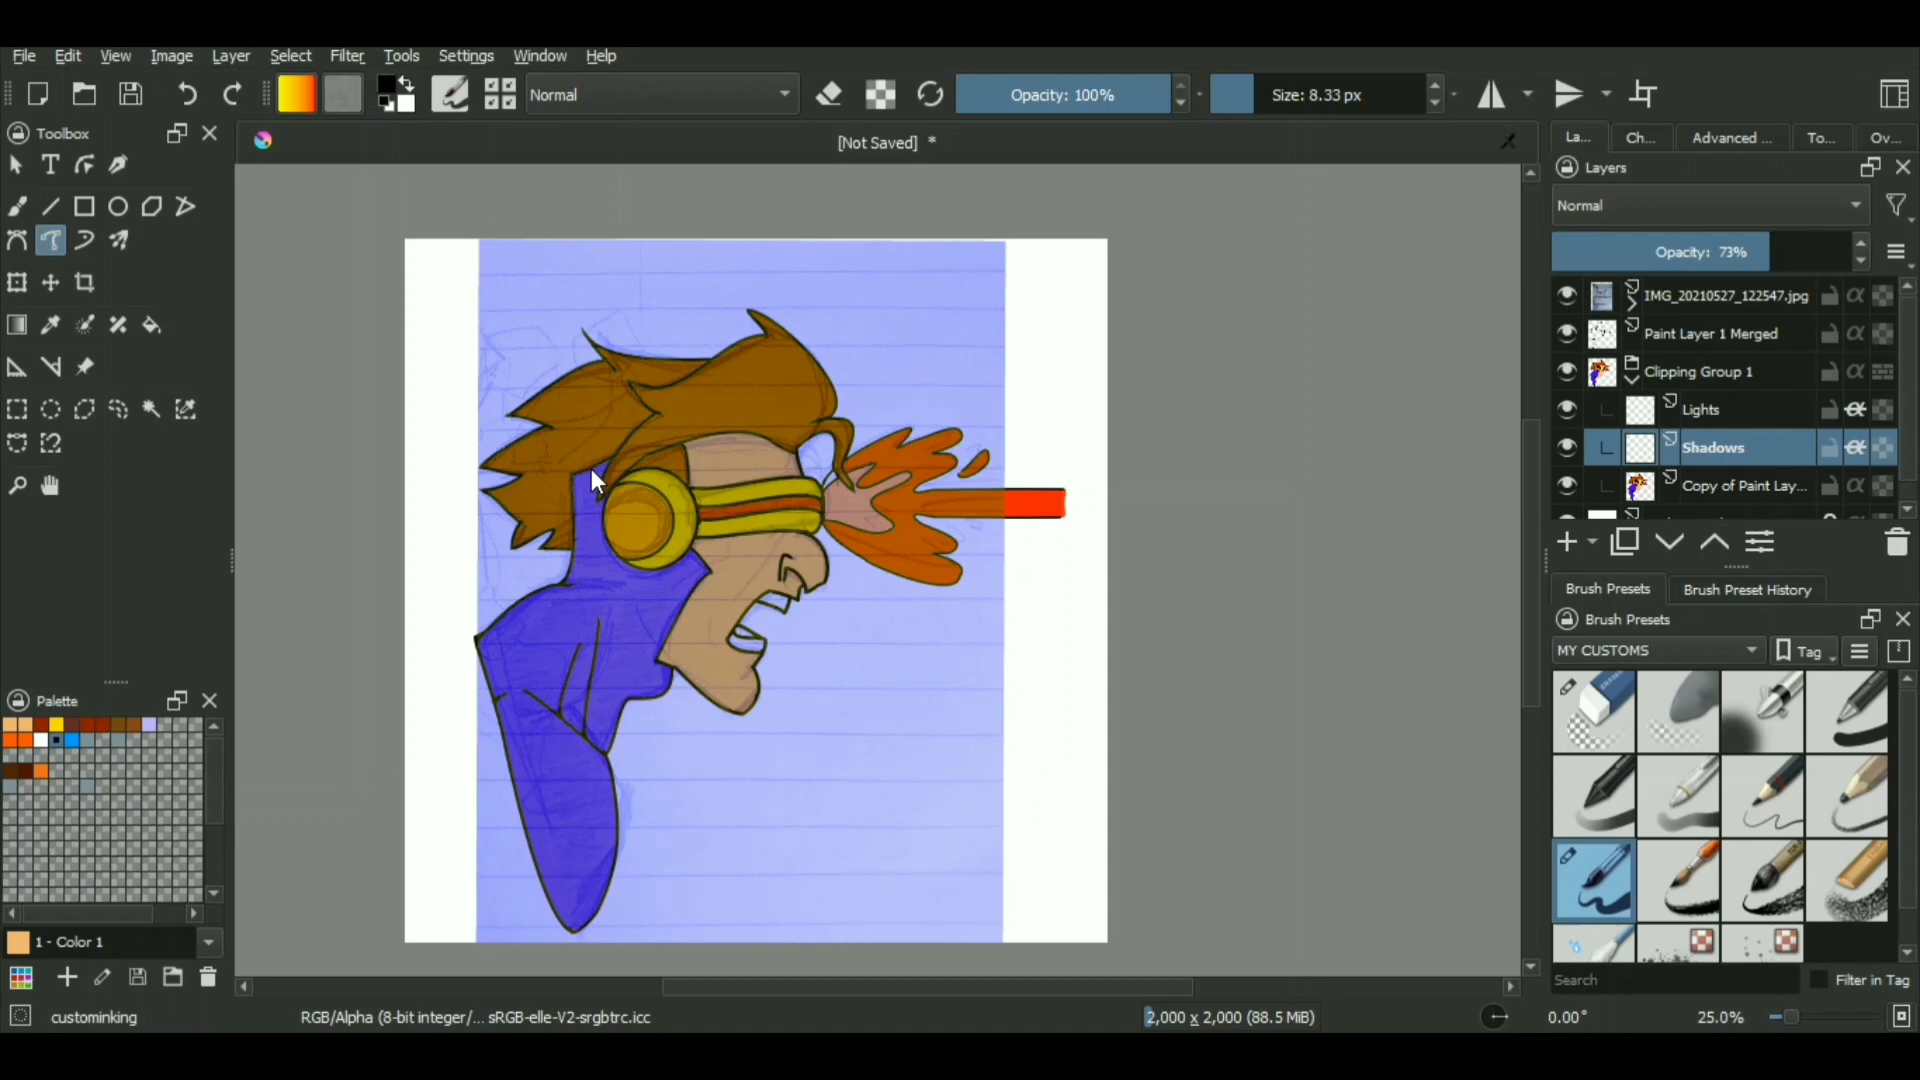 File Edit View Image Layer Select Filter Tools Settings Window Help
Normal
Opacity: 100%
Size: 8.33 px
Toolbox
[Not Saved] *
La... Ch... Advanced ... To... Ov...
Layers
Normal
Opacity: 73%
IMG_20210527_122547.jpg
Paint Layer 1 Merged
Clipping Group 1
Lights
Shadows
Copy of Paint Lay...
Brush Presets Brush Preset History
Brush Presets
MY CUSTOMS Tag
Palette
1 - Color 1
Search Filter in Tag
custominking
RGB/Alpha (8-bit integer/... sRGB-elle-V2-srgbtrc.icc
2,000 x 2,000 (88.5 MiB)
0.00°
25.0%